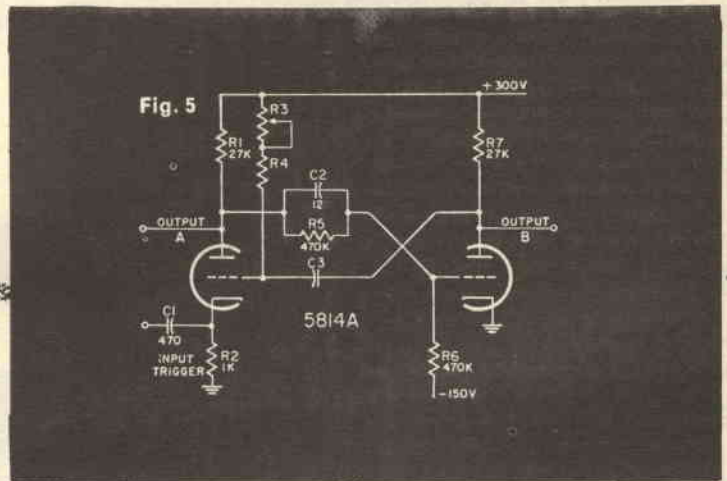 Fig. 5
+300V
R3
R1
27K
R7
27K
R4
C2
12
R5
470K
OUTPUT
A
OUTPUT
B
C3
5814A
C1
470
INPUT
TRIGGER
R2
1K
R6
470K
-150V